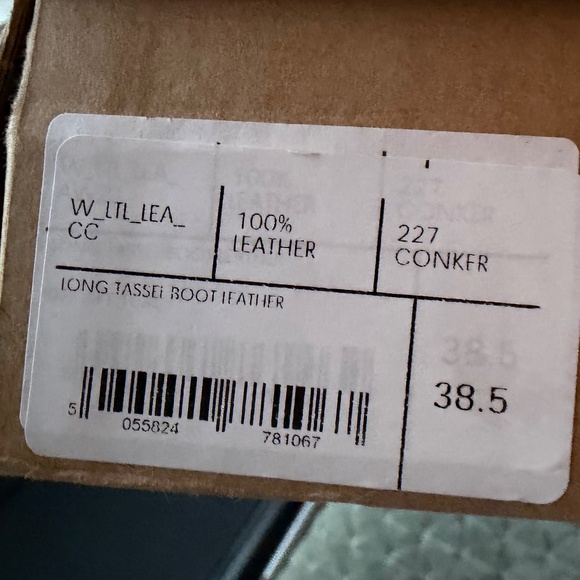 W_LTL_LEA_
CC
100%
LEATHER
227
CONKER
LONG TASSEL BOOT LEATHER
38.5
5 055824 781067